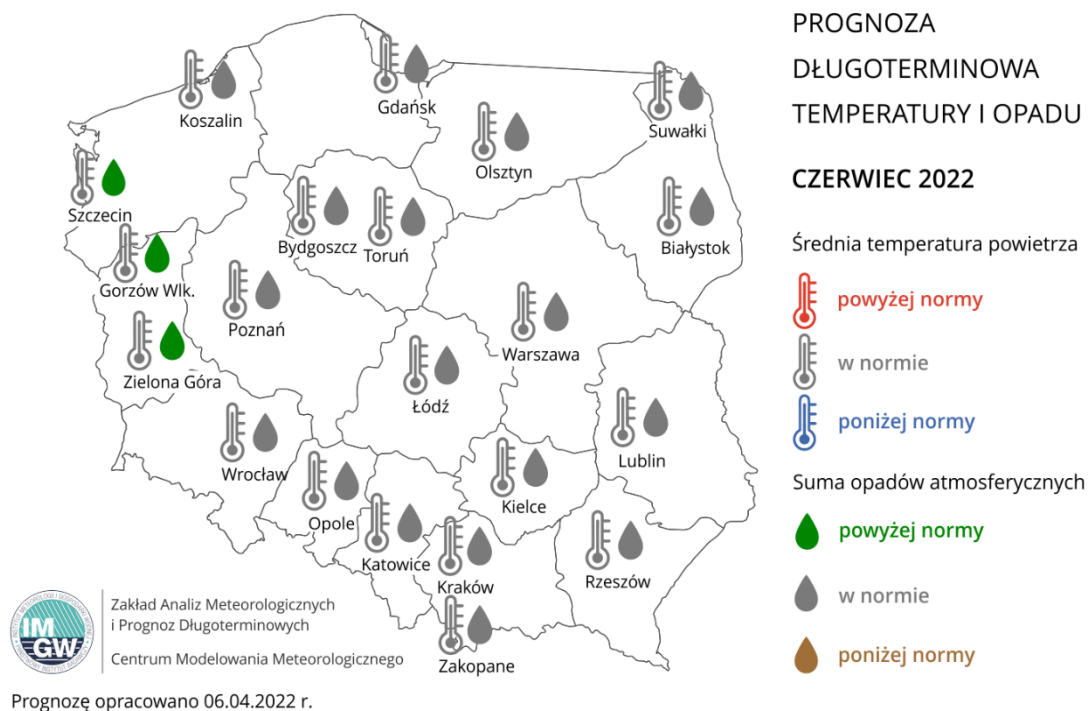 PROGNOZA
DŁUGOTERMINOWA
TEMPERATURY I OPADU
CZERWIEC 2022
Średnia temperatura powietrza
powyżej normy
w normie
poniżej normy
Suma opadów atmosferycznych
powyżej normy
w normie
poniżej normy
Koszalin
Gdańsk
Suwałki
Olsztyn
Szczecin
Bydgoszcz
Toruń
Białystok
Gorzów Wlk.
Poznań
Warszawa
Zielona Góra
Łódź
Wrocław
Lublin
Opole
Kielce
Katowice
Kraków
Rzeszów
Zakopane
IM
GW
Zakład Analiz Meteorologicznych
i Prognoz Długoterminowych
Centrum Modelowania Meteorologicznego
Prognozę opracowano 06.04.2022 r.